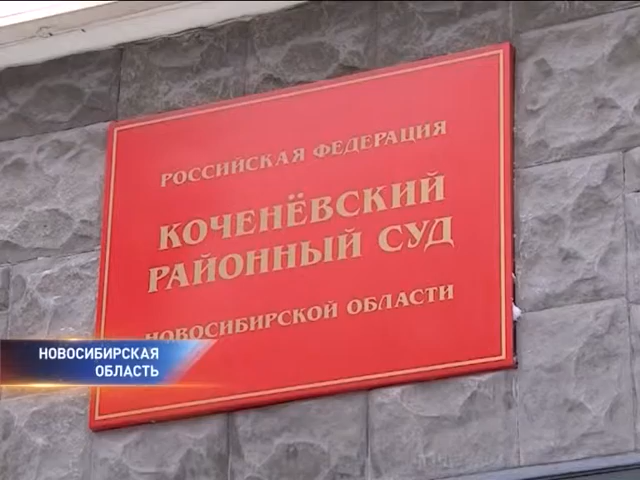 РОССИЙСКАЯ ФЕДЕРАЦИЯ
КОЧЕНЁВСКИЙ
РАЙОННЫЙ СУД
НОВОСИБИРСКОЙ ОБЛАСТИ
НОВОСИБИРСКАЯ
ОБЛАСТЬ